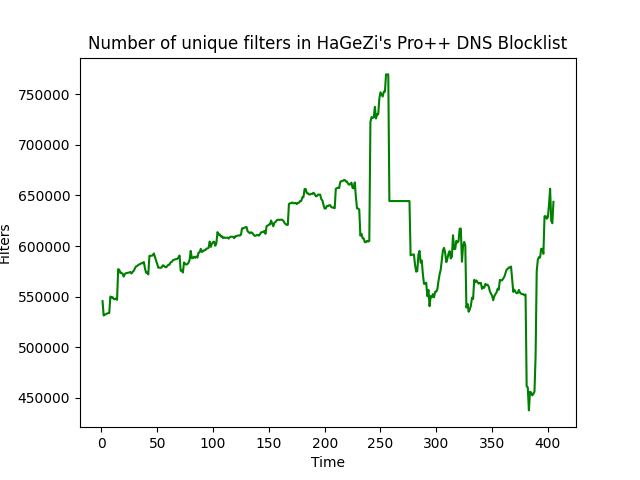 Number of unique filters in HaGeZi's Pro++ DNS Blocklist
750000
700000
650000
600000
550000
500000
450000
Filters
0 50 100 150 200 250 300 350 400
Time